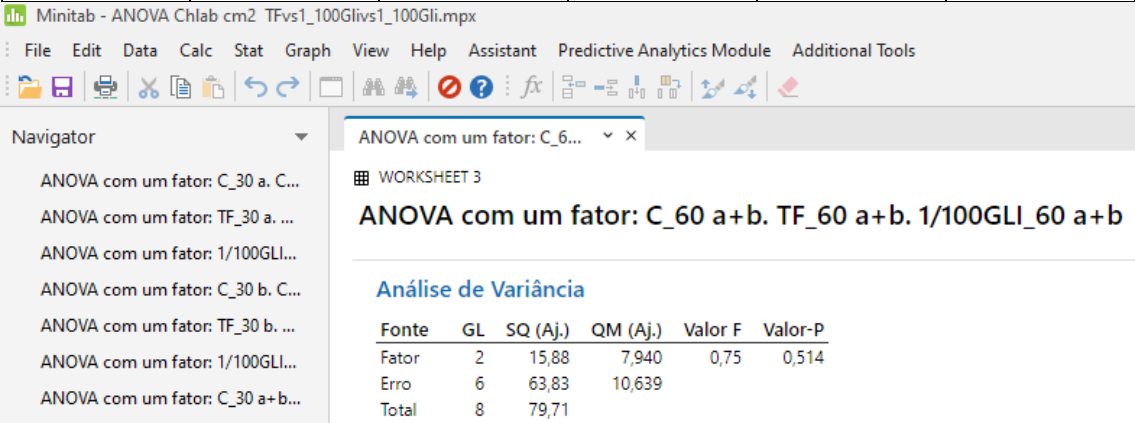 Minitab - ANOVA Chlab cm2 TFvs1_100Glivs1_100Gli.mpx
File Edit Data Calc Stat Graph View Help Assistant Predictive Analytics Module Additional Tools
fx
Navigator
ANOVA com um fator: C_30 a. C...
ANOVA com um fator: TF_30 a. ...
ANOVA com um fator: 1/100GLI...
ANOVA com um fator: C_30 b. C...
ANOVA com um fator: TF_30 b. ...
ANOVA com um fator: 1/100GLI...
ANOVA com um fator: C_30 a+b...
ANOVA com um fator: C_6...
WORKSHEET 3
ANOVA com um fator: C_60 a+b. TF_60 a+b. 1/100GLI_60 a+b
Análise de Variância
Fonte GL SQ (Aj.) QM (Aj.) Valor F Valor-P
Fator 2 15,88 7,940 0,75 0,514
Erro 6 63,83 10,639
Total 8 79,71